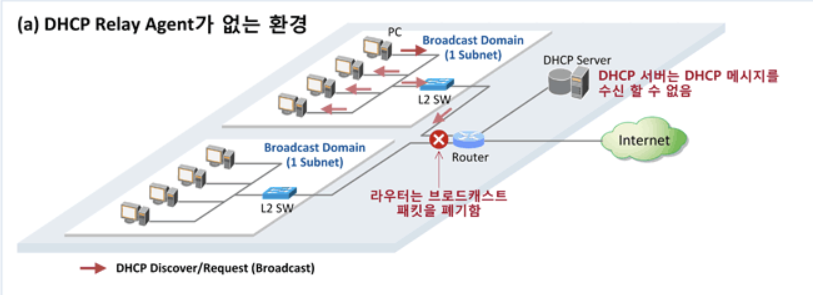 (a) DHCP Relay Agent가 없는 환경
PC
Broadcast Domain
(1 Subnet)
L2 SW
DHCP Server
DHCP 서버는 DHCP 메시지를
수신 할 수 없음
Broadcast Domain
(1 Subnet)
L2 SW
Router
Internet
라우터는 브로드캐스트
패킷을 폐기함
DHCP Discover/Request (Broadcast)